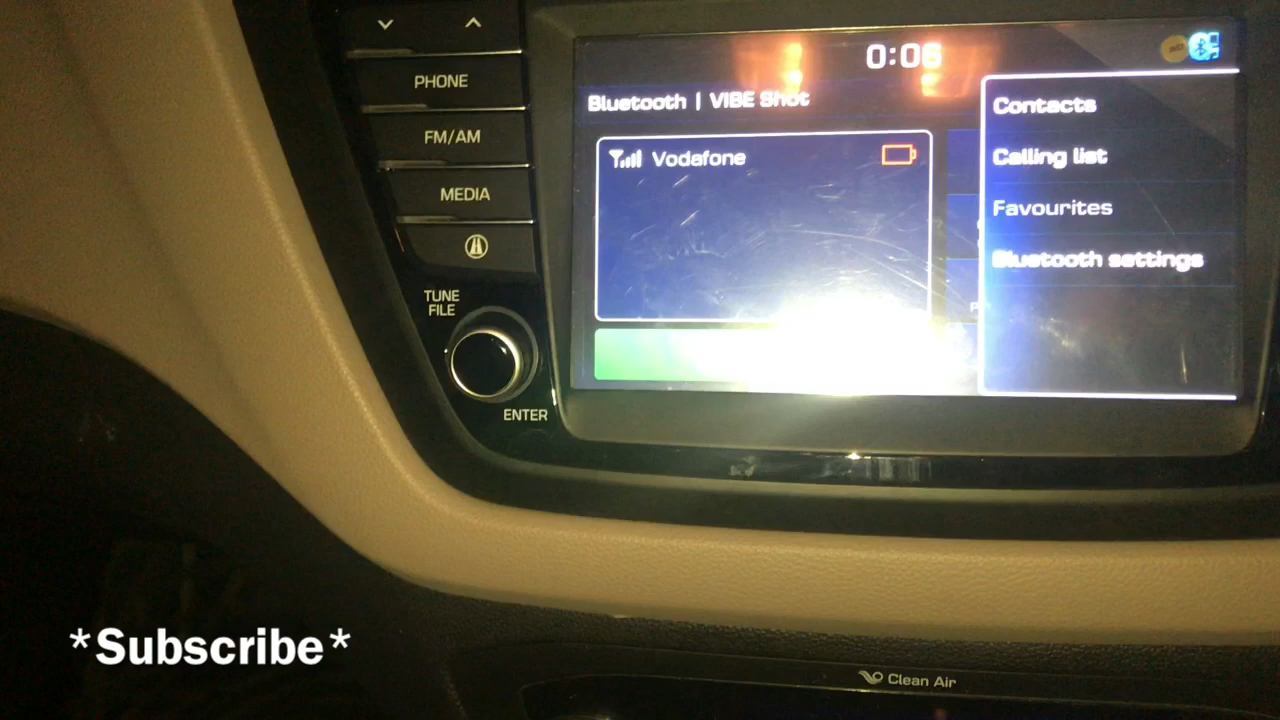 PHONE
FM/AM
MEDIA
TUNE
FILE
ENTER
0:06
Bluetooth | VIBE Shot
Vodafone
Contacts
Calling list
Favourites
Bluetooth settings
*Subscribe*
Clean Air